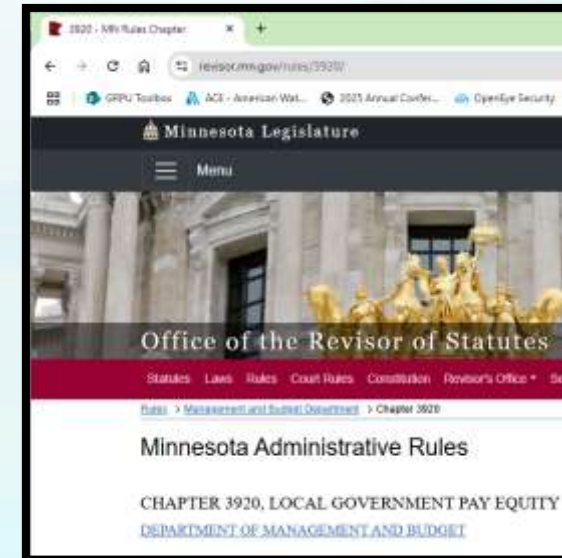 3920 - MN Rules Chapter
revisor.mn.gov/rules/3920/
GRPU Toolbox ACE - American Wat... 2025 Annual Confer... OpenEye Security
Minnesota Legislature
Menu
Office of the Revisor of Statutes
Statutes Laws Rules Court Rules Constitution Revisor's Office
Rules > Management and Budget Department > Chapter 3920
Minnesota Administrative Rules
CHAPTER 3920, LOCAL GOVERNMENT PAY EQUITY
DEPARTMENT OF MANAGEMENT AND BUDGET